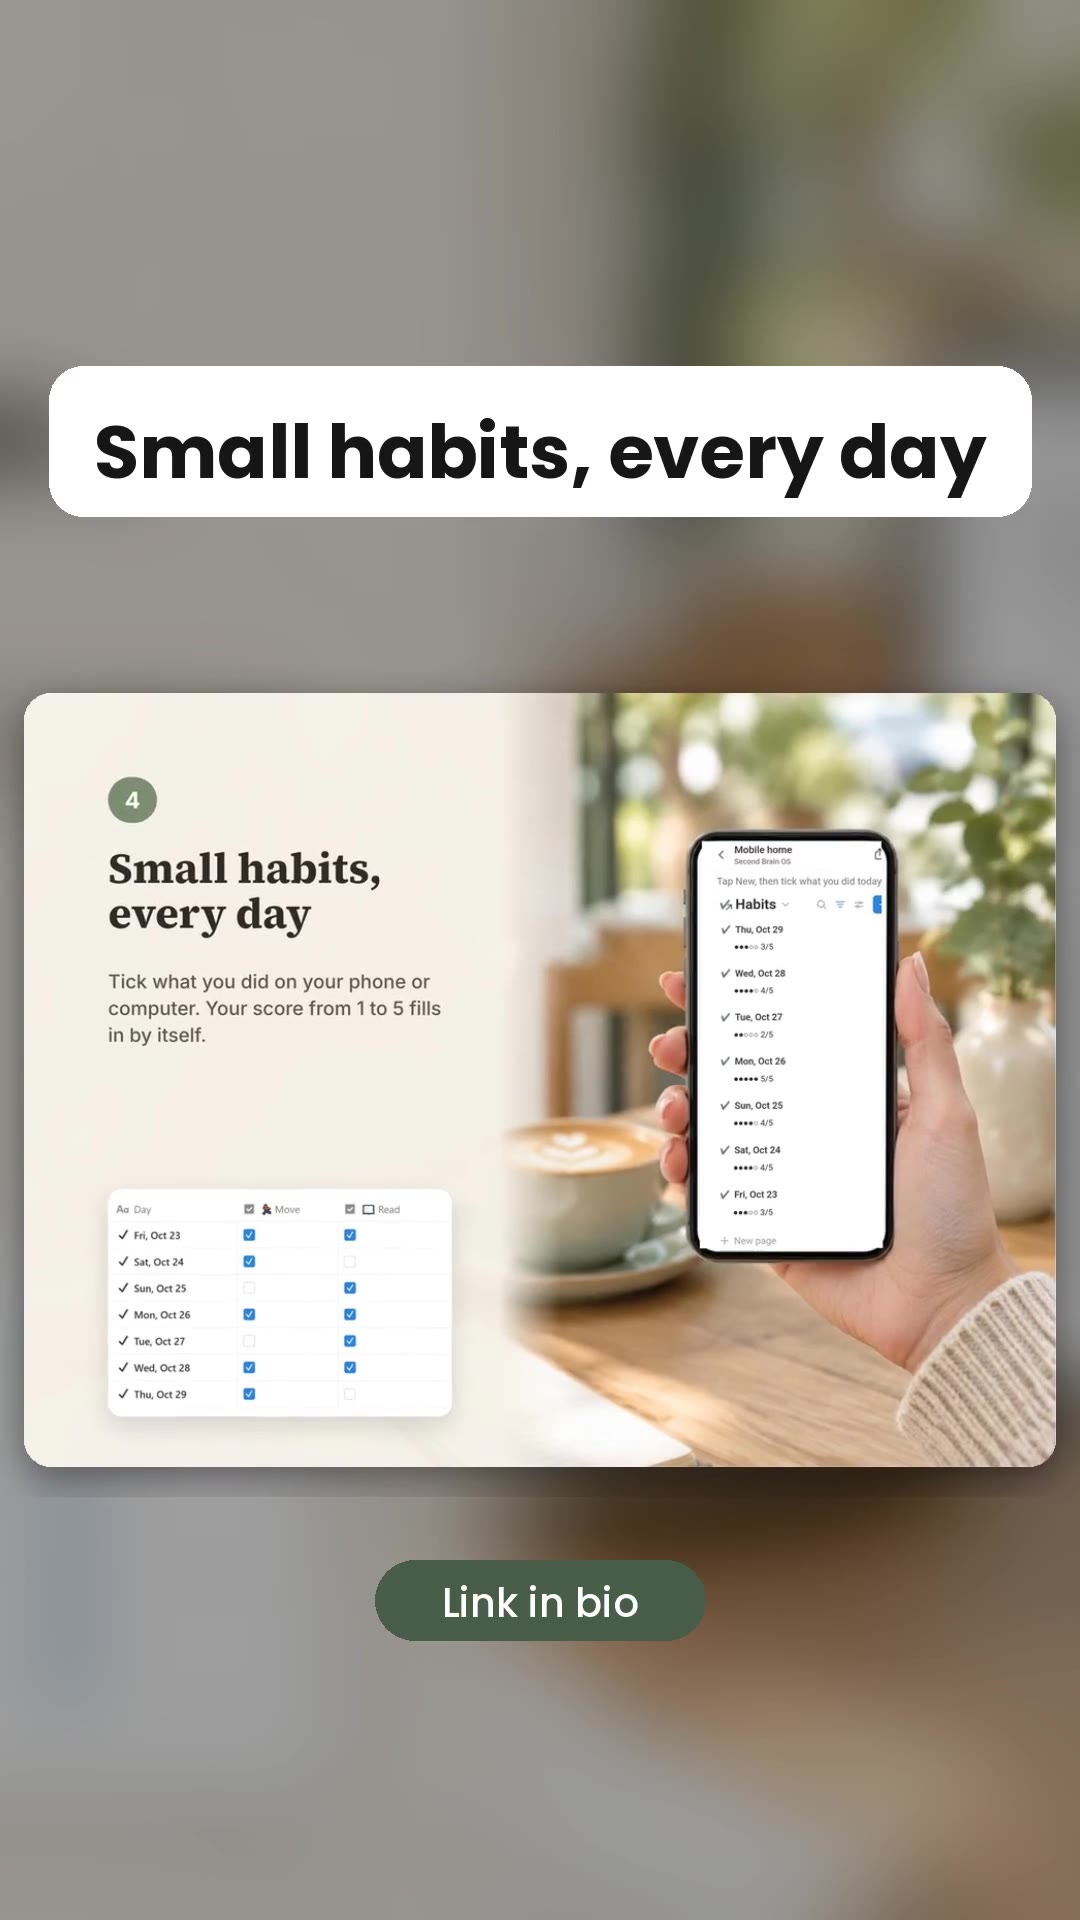 Small habits, every day
4
Small habits,
every day
Tick what you did on your phone or
computer. Your score from 1 to 5 fills
in by itself.
Aa Day Move Read
Fri, Oct 23
Sat, Oct 24
Sun, Oct 25
Mon, Oct 26
Tue, Oct 27
Wed, Oct 28
Thu, Oct 29
Mobile home
Second Brain OS
Tap New, then tick what you did today
Habits
Thu, Oct 29
●●●○○ 3/5
Wed, Oct 28
●●●●○ 4/5
Tue, Oct 27
●●○○○ 2/5
Mon, Oct 26
●●●●● 5/5
Sun, Oct 25
●●●●○ 4/5
Sat, Oct 24
●●●●○ 4/5
Fri, Oct 23
●●●○○ 3/5
+ New page
Link in bio